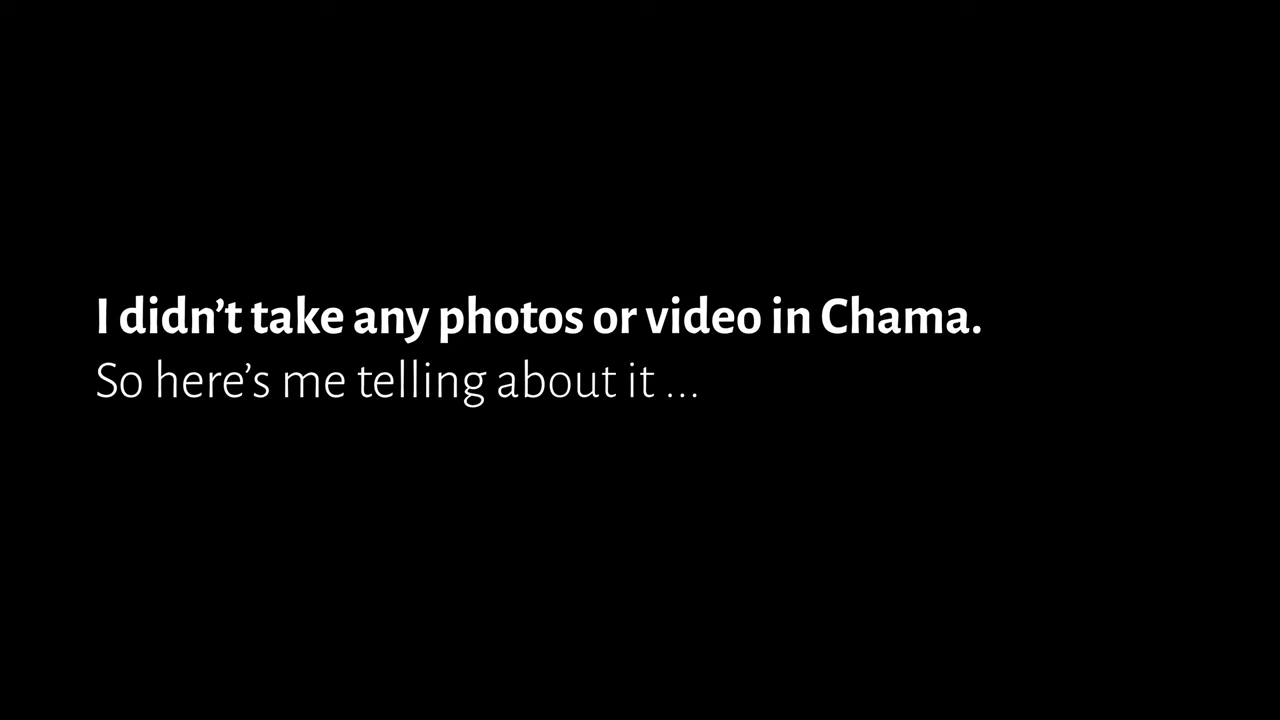 I didn’t take any photos or video in Chama.
So here’s me telling about it ...